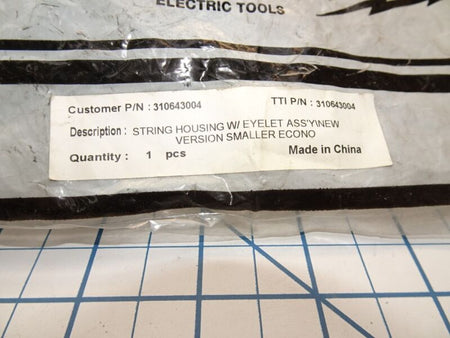 ELECTRIC TOOLS
Customer P/N : 310643004 TTI P/N : 310643004
Description : STRING HOUSING W/ EYELET ASS'Y\NEW
VERSION SMALLER ECONO
Quantity : 1 pcs Made in China